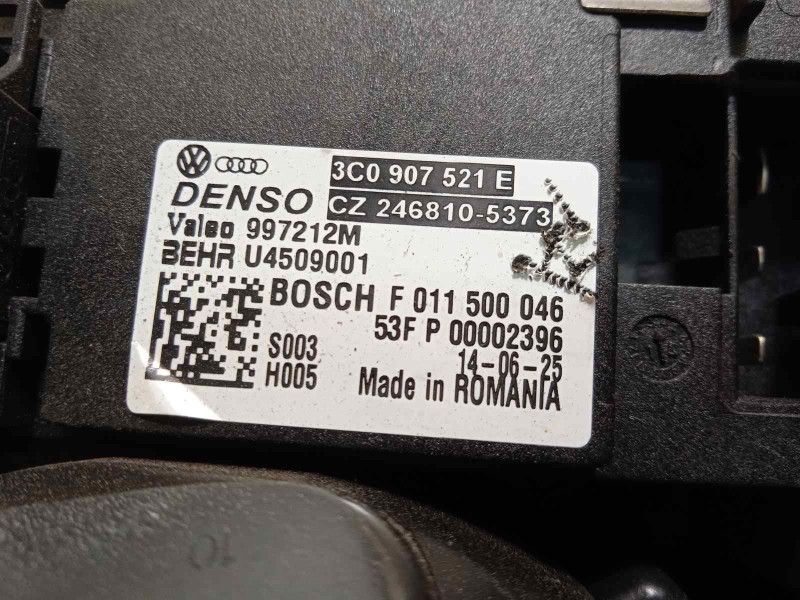 3C0 907 521 E
DENSO CZ 246810-5373
Valeo 997212M
BEHR U4509001
BOSCH F 011 500 046
53F P 00002396
S003 14-06-25
H005 Made in ROMANIA
10